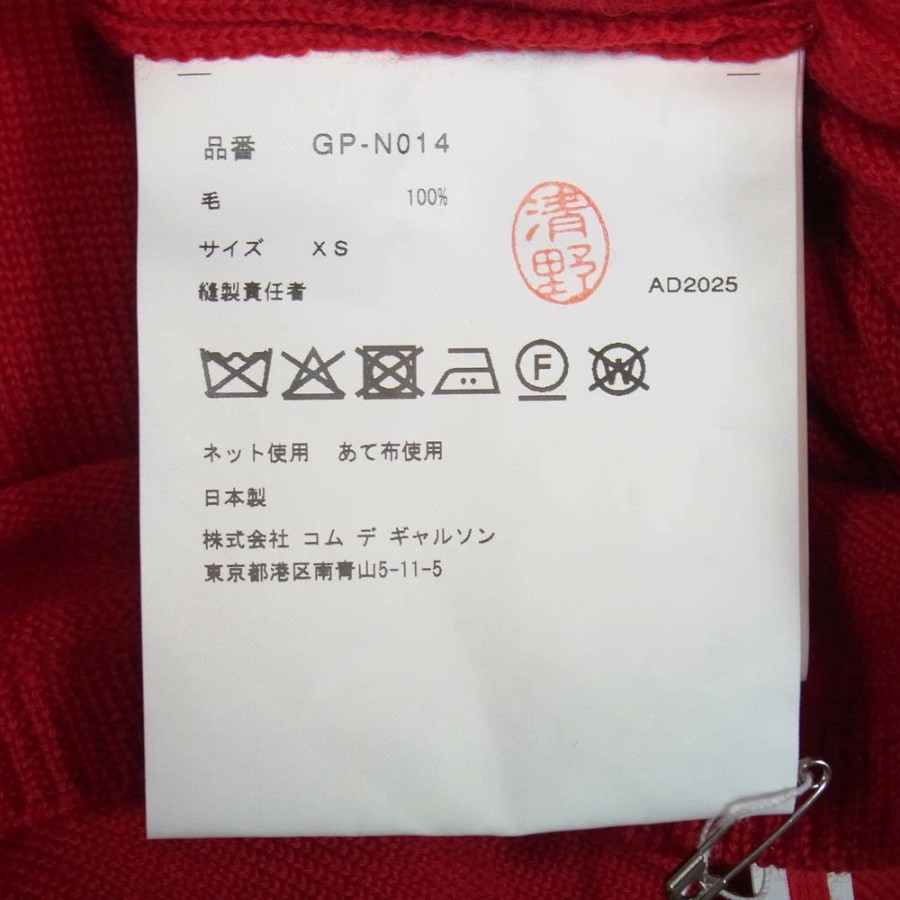 品番 GP-N014
毛 100%
サイズ XS
縫製責任者
清野
AD2025
F
W
ネット使用 あて布使用
日本製
株式会社 コム デ ギャルソン
東京都港区南青山5-11-5